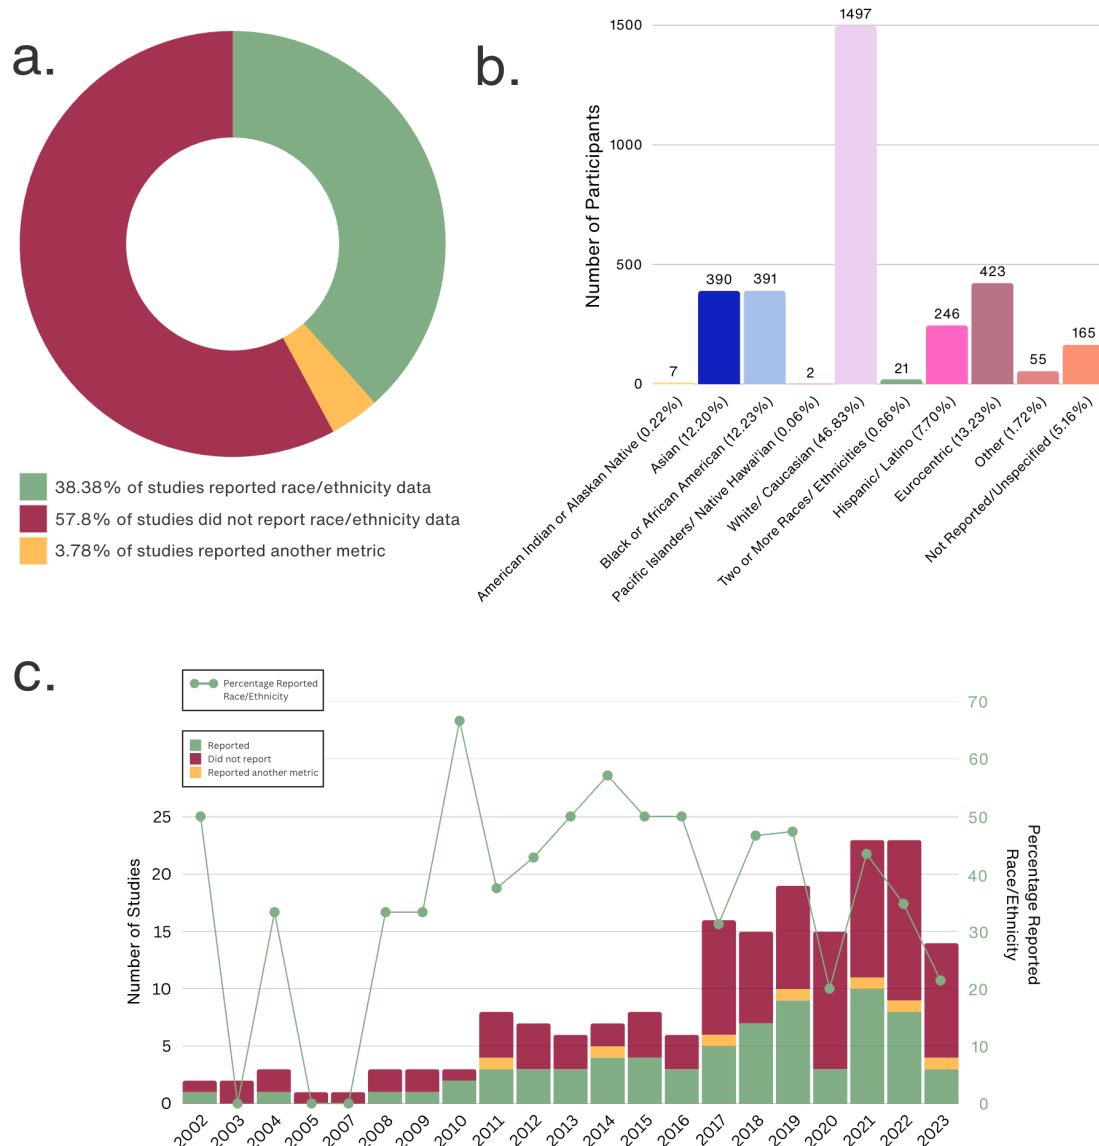 a.
38.38% of studies reported race/ethnicity data
57.8% of studies did not report race/ethnicity data
3.78% of studies reported another metric
b.
Number of Participants
1500
1000
500
0
7
390
391
2
1497
21
246
423
55
165
American Indian or Alaskan Native (0.22%)
Asian (12.20%)
Black or African American (12.23%)
Pacific Islanders/ Native Hawai'ian (0.06%)
White/ Caucasian (46.83%)
Two or More Races/ Ethnicities (0.66%)
Hispanic/ Latino (7.70%)
Eurocentric (13.23%)
Other (1.72%)
Not Reported/Unspecified (5.16%)
c.
Percentage Reported
Race/Ethnicity
Reported
Did not report
Reported another metric
Number of Studies
25
20
15
10
5
0
70
60
50
40
30
20
10
0
Percentage Reported
Race/Ethnicity
2002
2003
2004
2005
2007
2008
2009
2010
2011
2012
2013
2014
2015
2016
2017
2018
2019
2020
2021
2022
2023